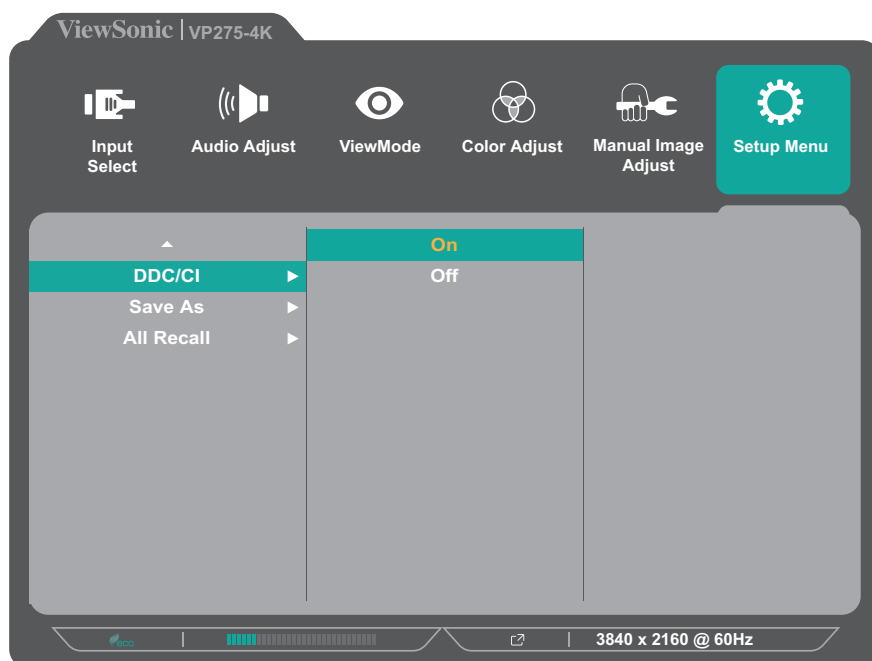 ViewSonic | VP275-4K
Input Select
Audio Adjust
ViewMode
Color Adjust
Manual Image Adjust
Setup Menu
On
DDC/CI
Off
Save As
All Recall
eco
3840 x 2160 @ 60Hz